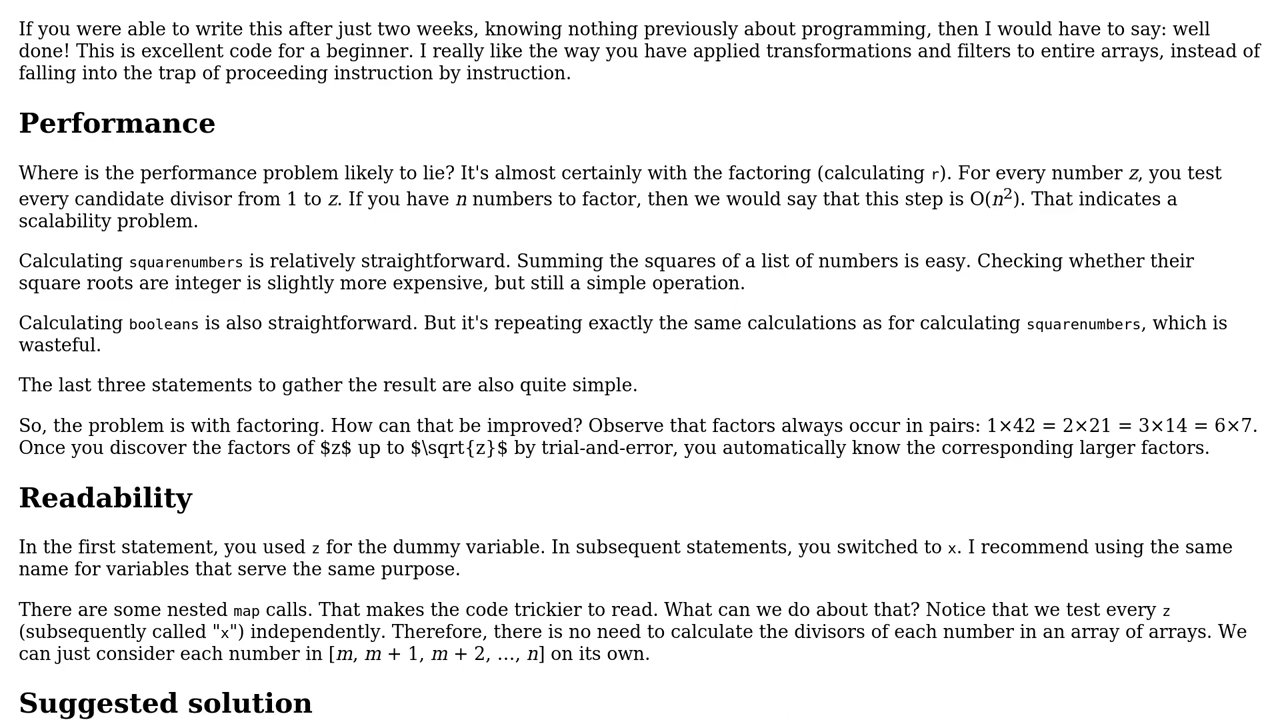 If you were able to write this after just two weeks, knowing nothing previously about programming, then I would have to say: well
done! This is excellent code for a beginner. I really like the way you have applied transformations and filters to entire arrays, instead of
falling into the trap of proceeding instruction by instruction.
Performance
Where is the performance problem likely to lie? It's almost certainly with the factoring (calculating r). For every number z, you test
every candidate divisor from 1 to z. If you have n numbers to factor, then we would say that this step is O(n²). That indicates a
scalability problem.
Calculating squarenumbers is relatively straightforward. Summing the squares of a list of numbers is easy. Checking whether their
square roots are integer is slightly more expensive, but still a simple operation.
Calculating booleans is also straightforward. But it's repeating exactly the same calculations as for calculating squarenumbers, which is
wasteful.
The last three statements to gather the result are also quite simple.
So, the problem is with factoring. How can that be improved? Observe that factors always occur in pairs: 1×42 = 2×21 = 3×14 = 6×7.
Once you discover the factors of $z$ up to $\sqrt{z}$ by trial-and-error, you automatically know the corresponding larger factors.
Readability
In the first statement, you used z for the dummy variable. In subsequent statements, you switched to x. I recommend using the same
name for variables that serve the same purpose.
There are some nested map calls. That makes the code trickier to read. What can we do about that? Notice that we test every z
(subsequently called "x") independently. Therefore, there is no need to calculate the divisors of each number in an array of arrays. We
can just consider each number in [m, m + 1, m + 2, …, n] on its own.
Suggested solution